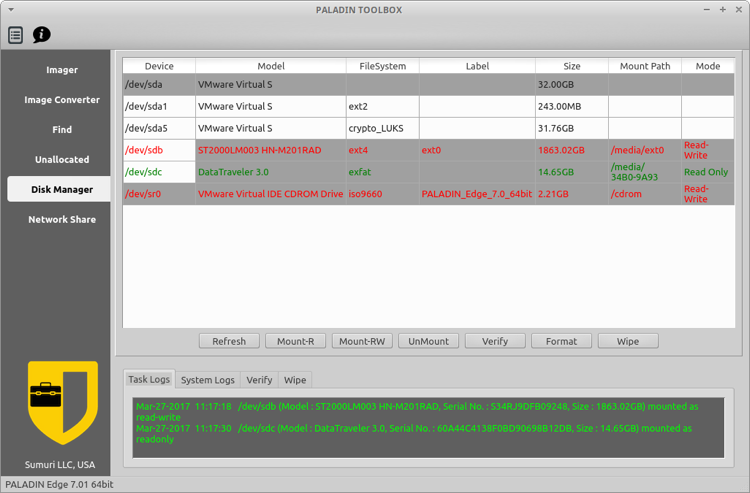 PALADIN TOOLBOX
Imager
Image Converter
Find
Unallocated
Disk Manager
Network Share
Device Model FileSystem Label Size Mount Path Mode
/dev/sda VMware Virtual S 32.00GB
/dev/sda1 VMware Virtual S ext2 243.00MB
/dev/sda5 VMware Virtual S crypto_LUKS 31.76GB
/dev/sdb ST2000LM003 HN-M201RAD ext4 ext0 1863.02GB /media/ext0 Read-
Write
/dev/sdc DataTraveler 3.0 exfat 14.65GB /media/
34B0-9A93 Read Only
/dev/sr0 VMware Virtual IDE CDROM Drive iso9660 PALADIN_Edge_7.0_64bit 2.21GB /cdrom Read-
Write
Refresh Mount-R Mount-RW UnMount Verify Format Wipe
Task Logs System Logs Verify Wipe
Mar-27-2017 11:17:18 /dev/sdb (Model : ST2000LM003 HN-M201RAD, Serial No. : S34RJ9DFB09248, Size : 1863.02GB) mounted as
read-write
Mar-27-2017 11:17:30 /dev/sdc (Model : DataTraveler 3.0, Serial No. : 60A44C4138F0BD90698B12DB, Size : 14.65GB) mounted as
readonly
Sumuri LLC, USA
PALADIN Edge 7.01 64bit